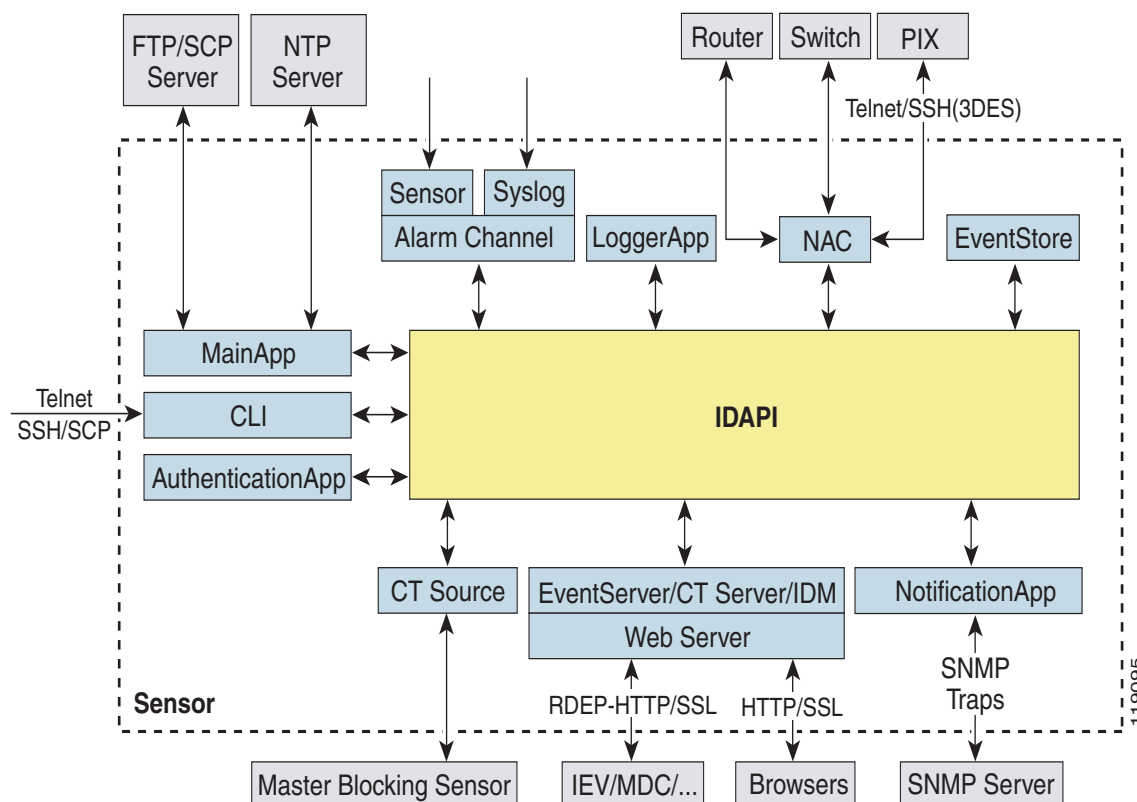 FTP/SCP
Server
NTP
Server
Router
Switch
PIX
Telnet/SSH(3DES)
Sensor
Syslog
Alarm Channel
LoggerApp
NAC
EventStore
MainApp
Telnet
SSH/SCP
CLI
IDAPI
AuthenticationApp
CT Source
EventServer/CT Server/IDM
Web Server
NotificationApp
Sensor
RDEP-HTTP/SSL
HTTP/SSL
SNMP
Traps
119095
Master Blocking Sensor
IEV/MDC/...
Browsers
SNMP Server